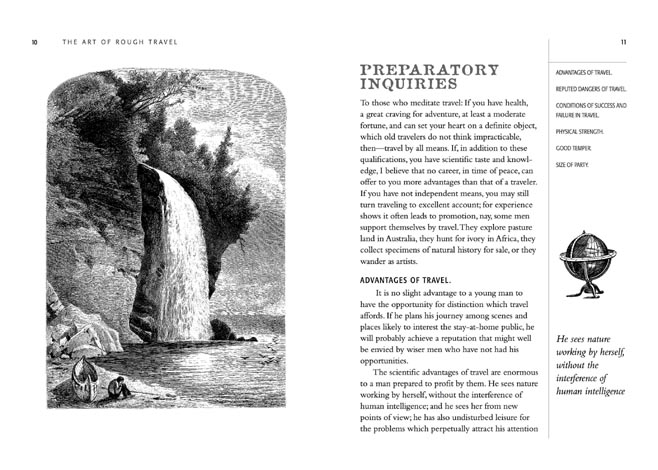 10
THE ART OF ROUGH TRAVEL
11
PREPARATORY
INQUIRIES
To those who meditate travel: If you have health,
a great craving for adventure, at least a moderate
fortune, and can set your heart on a definite object,
which old travelers do not think impracticable,
then—travel by all means. If, in addition to these
qualifications, you have scientific taste and knowl-
edge, I believe that no career, in time of peace, can
offer to you more advantages than that of a traveler.
If you have not independent means, you may still
turn traveling to excellent account; for experience
shows it often leads to promotion, nay, some men
support themselves by travel. They explore pasture
land in Australia, they hunt for ivory in Africa, they
collect specimens of natural history for sale, or they
wander as artists.
ADVANTAGES OF TRAVEL.
It is no slight advantage to a young man to
have the opportunity for distinction which travel
affords. If he plans his journey among scenes and
places likely to interest the stay-at-home public, he
will probably achieve a reputation that might well
be envied by wiser men who have not had his
opportunities.
The scientific advantages of travel are enormous
to a man prepared to profit by them. He sees nature
working by herself, without the interference of
human intelligence; and he sees her from new
points of view; he has also undisturbed leisure for
the problems which perpetually attract his attention
ADVANTAGES OF TRAVEL.
REPUTED DANGERS OF TRAVEL.
CONDITIONS OF SUCCESS AND
FAILURE IN TRAVEL.
PHYSICAL STRENGTH.
GOOD TEMPER.
SIZE OF PARTY.
He sees nature
working by herself,
without the
interference of
human intelligence